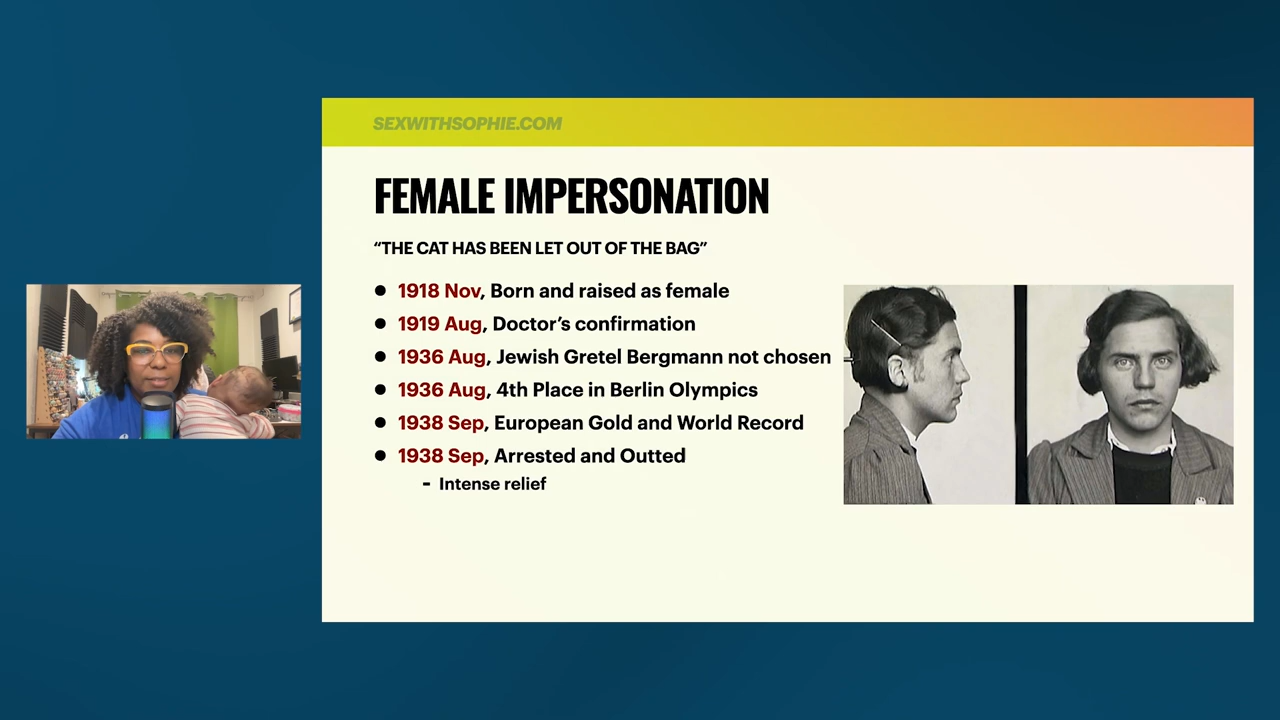 SEXWITHSOPHIE.COM
FEMALE IMPERSONATION
“THE CAT HAS BEEN LET OUT OF THE BAG”
● 1918 Nov, Born and raised as female
● 1919 Aug, Doctor’s confirmation
● 1936 Aug, Jewish Gretel Bergmann not chosen
● 1936 Aug, 4th Place in Berlin Olympics
● 1938 Sep, European Gold and World Record
● 1938 Sep, Arrested and Outted
- Intense relief